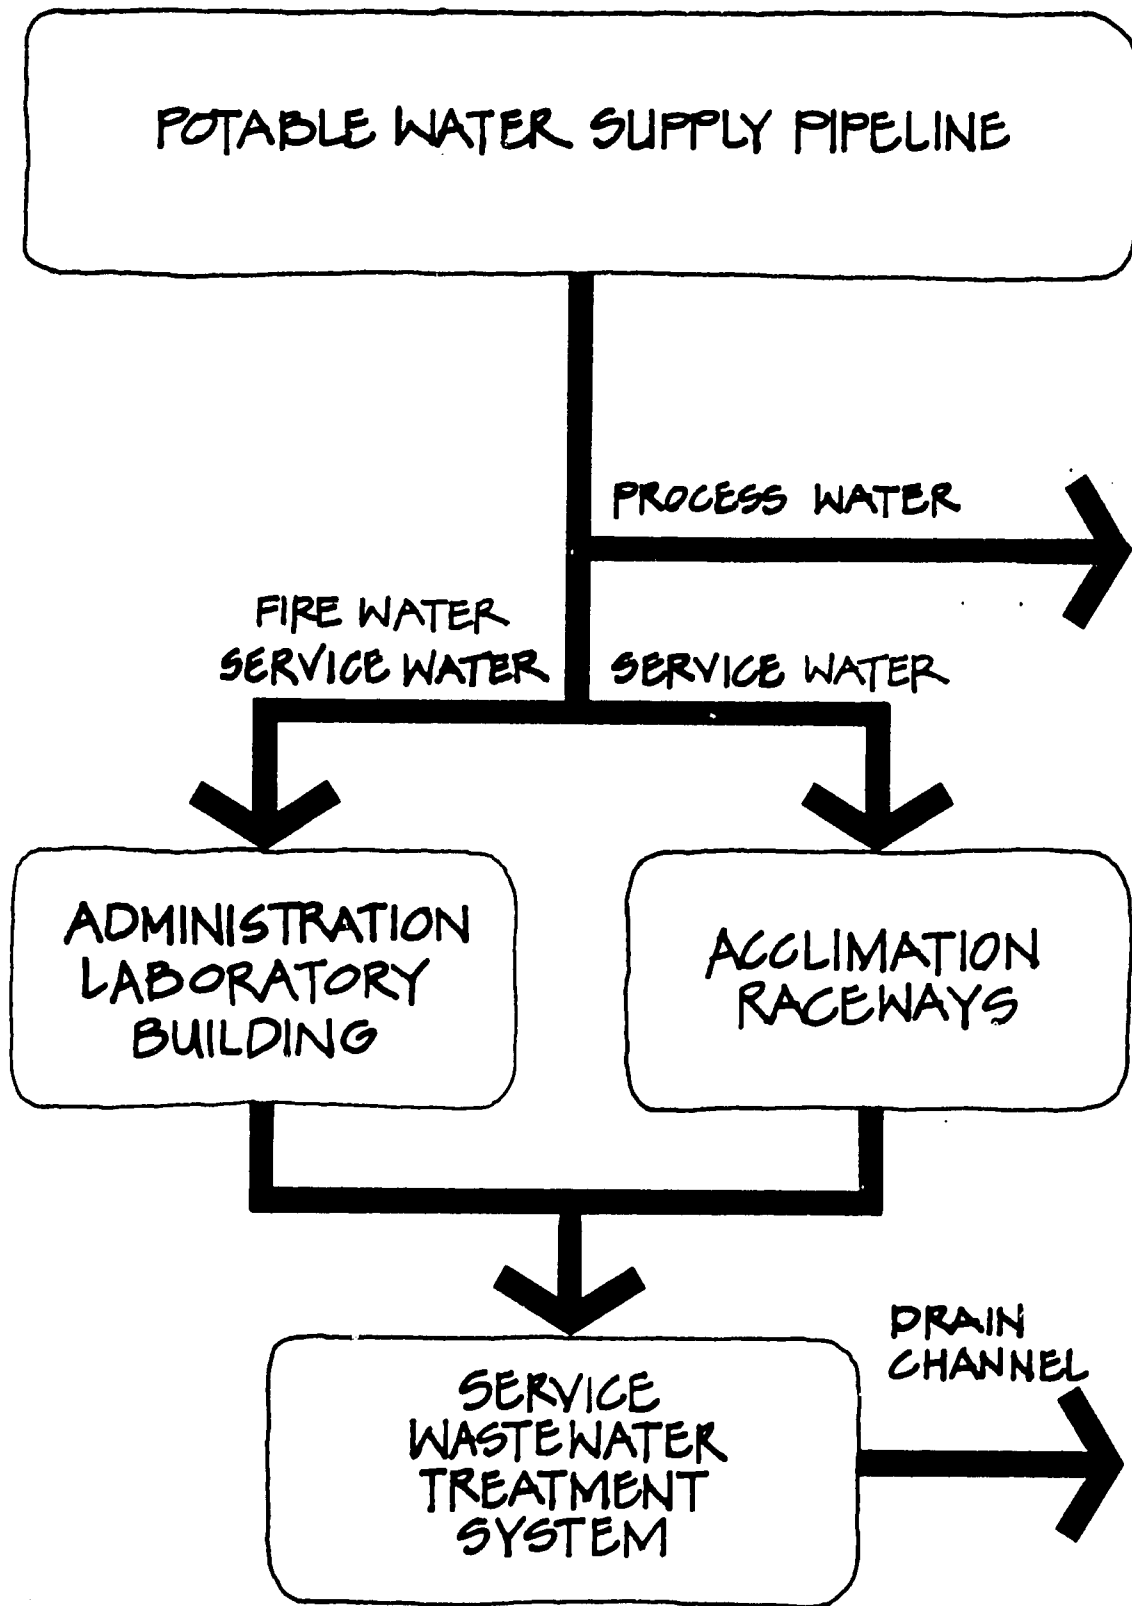 POTABLE WATER SUPPLY PIPELINE
PROCESS WATER
FIRE WATER
SERVICE WATER
SERVICE WATER
ADMINISTRATION
LABORATORY
BUILDING
ACCLIMATION
RACEWAYS
SERVICE
WASTEWATER
TREATMENT
SYSTEM
DRAIN
CHANNEL